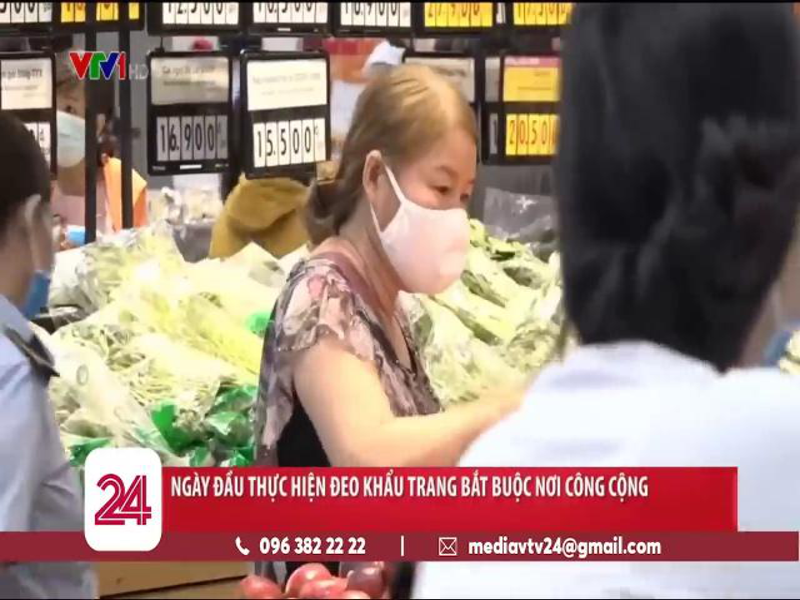 VTV1 HD
16.900
15.500
20.50
24
NGÀY ĐẦU THỰC HIỆN ĐEO KHẨU TRANG BẮT BUỘC NƠI CÔNG CỘNG
096 382 22 22 | mediavtv24@gmail.com